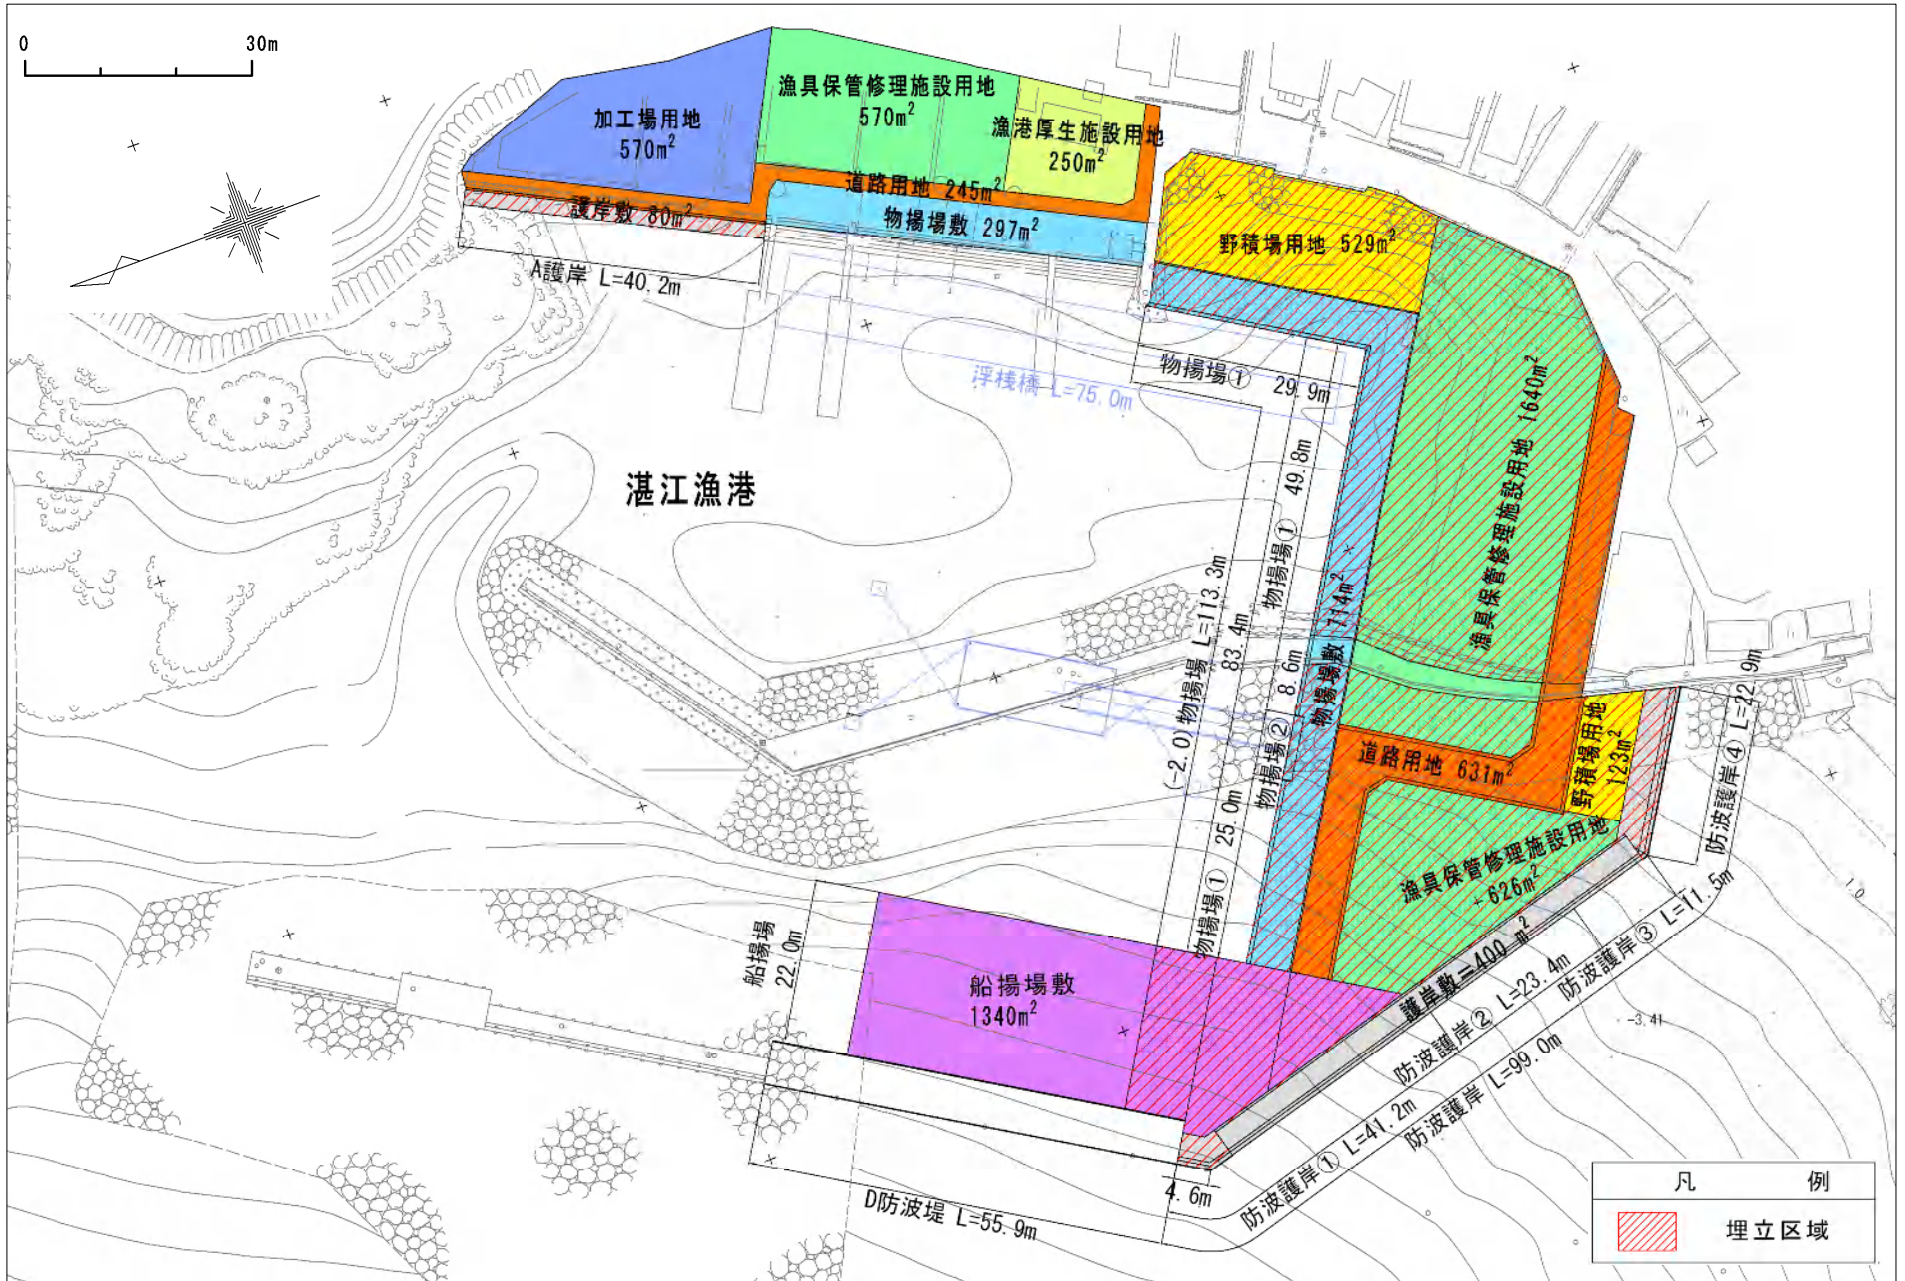 0 30m
加工場用地
570m²
漁具保管修理施設用地
570m²
漁港厚生施設用地
250m²
道路用地 245m²
護岸敷 80m²
物揚場敷 297m²
A護岸 L=40.2m
野積場用地 529m²
物揚場① 29.9m
浮桟橋 L=75.0m
湛江漁港
漁具保管修理施設用地 1640m²
物揚場① 49.8m
(-2.0)物揚場 L=113.3m
83.4m
物揚場② 8.6m
物揚場敷 714m²
物揚場① 25.0m
道路用地 631m²
野積場用地
123m²
防波護岸④ L=22.9m
漁具保管修理施設用地
626m²
護岸敷=400 m²
防波護岸③ L=11.5m
防波護岸② L=23.4m
防波護岸 L=99.0m
防波護岸① L=41.2m
船揚場
22.0m
船揚場敷
1340m²
4.6m
D防波堤 L=55.9m
-3.41
1.0
凡 例
埋立区域